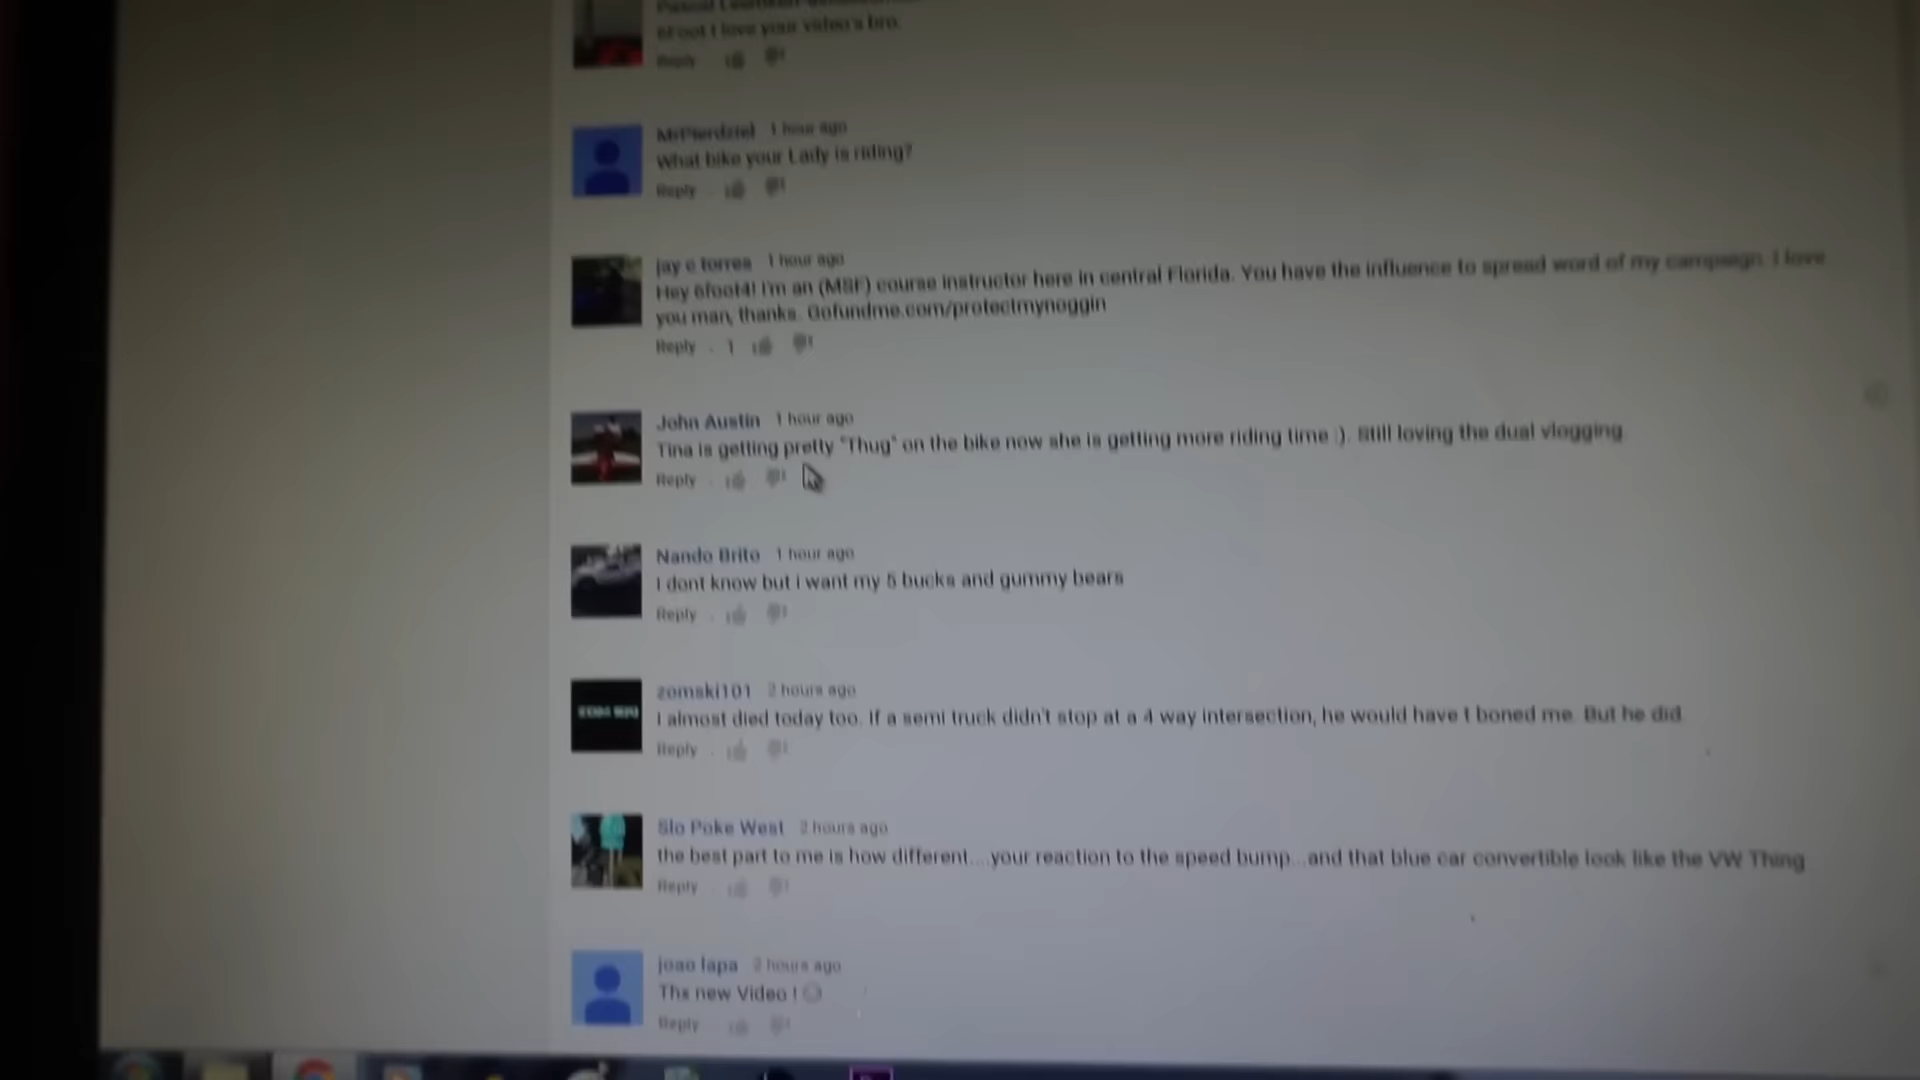 I love your video's bro.
Reply
1 hour ago
What bike your Lady is riding?
Reply
jay c torres 1 hour ago
Hey 6foot4! I'm an (MSF) course instructor here in central Florida. You have the influence to spread word of my campaign. I love
you man, thanks. Gofundme.com/protectmynoggin
Reply · 1
John Austin 1 hour ago
Tina is getting pretty "Thug" on the bike now she is getting more riding time :). Still loving the dual vlogging
Reply
Nando Brito 1 hour ago
I dont know but i want my 5 bucks and gummy bears
Reply
zomski101 2 hours ago
I almost died today too. If a semi truck didn't stop at a 4 way intersection, he would have t boned me. But he did
Reply
Slo Poke West 2 hours ago
the best part to me is how different....your reaction to the speed bump...and that blue car convertible look like the VW Thing
Reply
joao lapa 2 hours ago
Thx new Video !
Reply